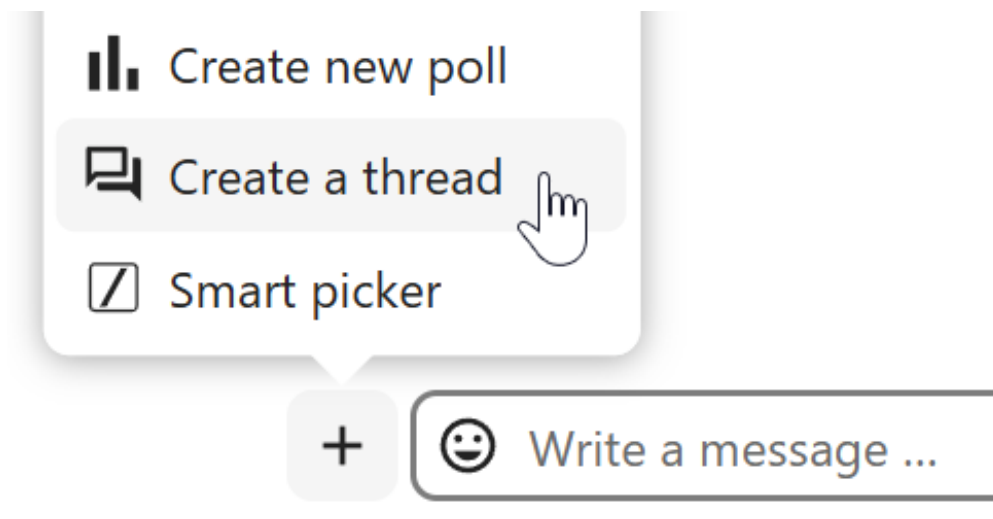 Create new poll
Create a thread
Smart picker
Write a message ...